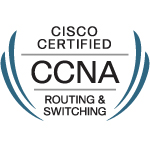 CISCO
CERTIFIED
CCNA
ROUTING &
SWITCHING